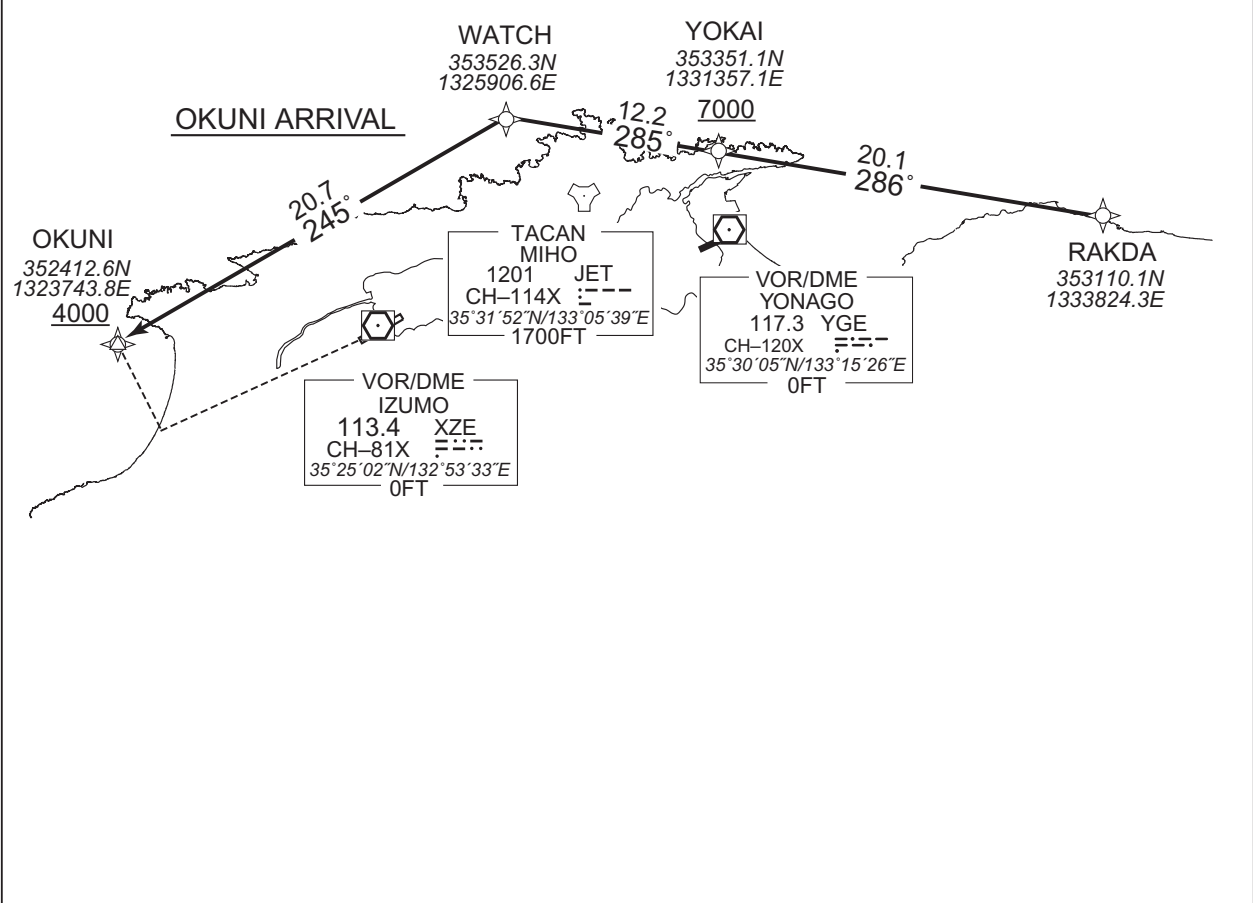 WATCH
353526.3N
1325906.6E
YOKAI
353351.1N
1331357.1E
7000
OKUNI ARRIVAL
12.2
285°
20.1
286°
20.7
245°
OKUNI
352412.6N
1323743.8E
4000
RAKDA
353110.1N
1333824.3E
TACAN
MIHO
1201 JET
CH–114X
35°31´52˝N/133°05´39˝E
1700FT
VOR/DME
YONAGO
117.3 YGE
CH–120X
35°30´05˝N/133°15´26˝E
0FT
VOR/DME
IZUMO
113.4 XZE
CH–81X
35°25´02˝N/132°53´33˝E
0FT